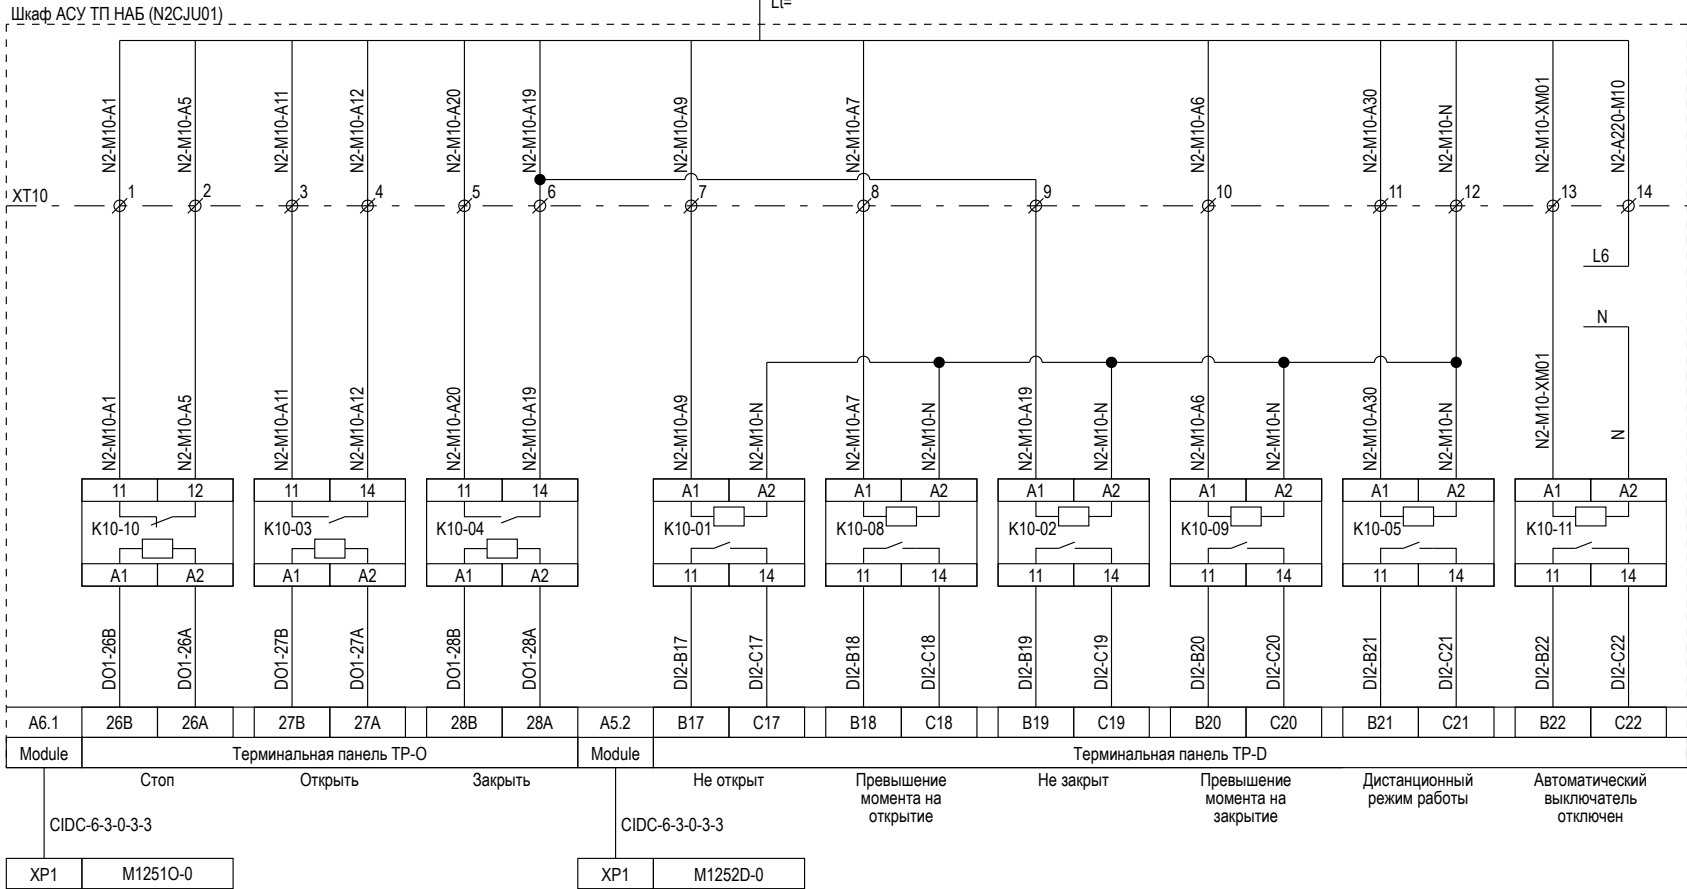 Шкаф АСУ ТП НАБ (N2CJU01)
Lt=
N2-M10-A1
N2-M10-A5
N2-M10-A11
N2-M10-A12
N2-M10-A20
N2-M10-A19
N2-M10-A9
N2-M10-A7
N2-M10-A6
N2-M10-A30
N2-M10-N
N2-M10-XM01
N2-A220-M10
XT10
1
2
3
4
5
6
7
8
9
10
11
12
13
14
L6
N
N2-M10-A1
N2-M10-A5
N2-M10-A11
N2-M10-A12
N2-M10-A20
N2-M10-A19
N2-M10-A9
N2-M10-N
N2-M10-A7
N2-M10-N
N2-M10-A19
N2-M10-N
N2-M10-A6
N2-M10-N
N2-M10-A30
N2-M10-N
N2-M10-XM01
N
11 12
11 14
11 14
A1 A2
A1 A2
A1 A2
A1 A2
A1 A2
A1 A2
K10-10
K10-03
K10-04
K10-01
K10-08
K10-02
K10-09
K10-05
K10-11
A1 A2
A1 A2
A1 A2
11 14
11 14
11 14
11 14
11 14
11 14
DO1-26B
DO1-26A
DO1-27B
DO1-27A
DO1-28B
DO1-28A
DI2-B17
DI2-C17
DI2-B18
DI2-C18
DI2-B19
DI2-C19
DI2-B20
DI2-C20
DI2-B21
DI2-C21
DI2-B22
DI2-C22
A6.1 26B 26A 27B 27A 28B 28A A5.2 B17 C17 B18 C18 B19 C19 B20 C20 B21 C21 B22 C22
Module Терминальная панель TP-O Module Терминальная панель TP-D
Стоп
Открыть
Закрыть
Не открыт
Превышение
момента на
открытие
Не закрыт
Превышение
момента на
закрытие
Дистанционный
режим работы
Автоматический
выключатель
отключен
CIDC-6-3-0-3-3
CIDC-6-3-0-3-3
XP1 M1251O-0
XP1 M1252D-0